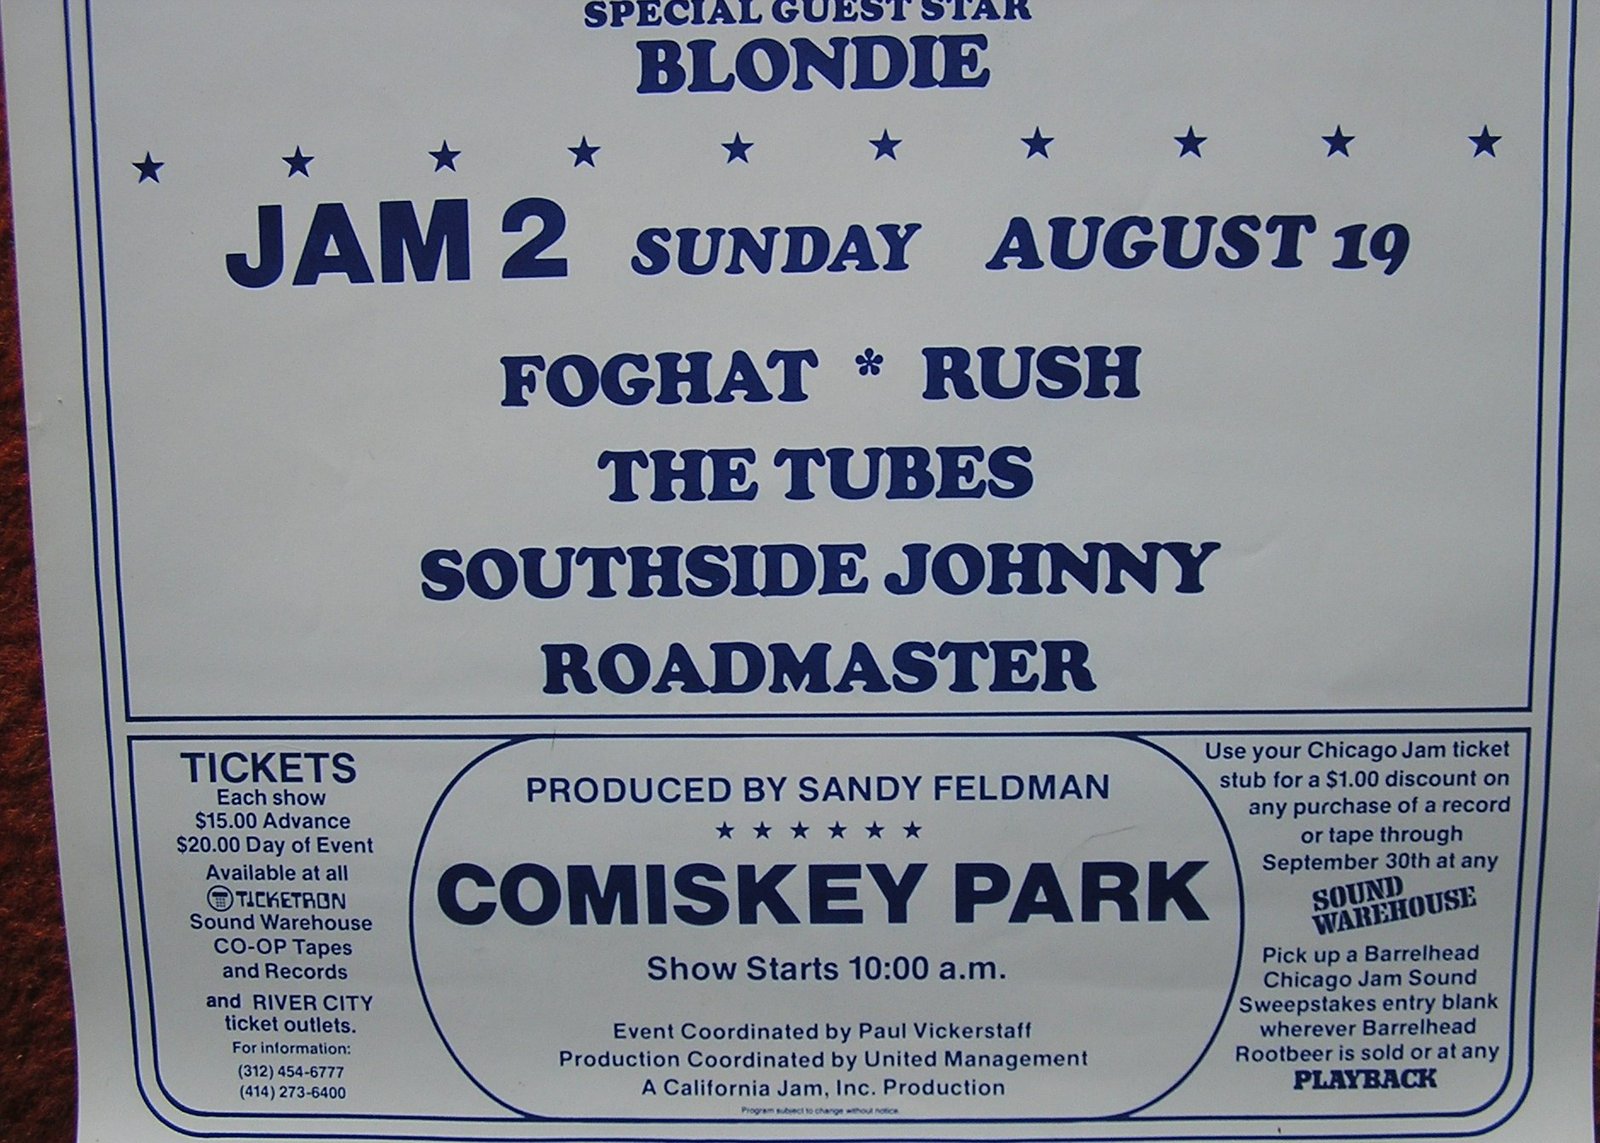 SPECIAL GUEST STAR
BLONDIE
JAM 2 SUNDAY AUGUST 19
FOGHAT * RUSH
THE TUBES
SOUTHSIDE JOHNNY
ROADMASTER
TICKETS
Each show
$15.00 Advance
$20.00 Day of Event
Available at all
TICKETRON
Sound Warehouse
CO-OP Tapes
and Records
and RIVER CITY
ticket outlets.
For information:
(312) 454-6777
(414) 273-6400
PRODUCED BY SANDY FELDMAN
COMISKEY PARK
Show Starts 10:00 a.m.
Event Coordinated by Paul Vickerstaff
Production Coordinated by United Management
A California Jam, Inc. Production
Program subject to change without notice.
Use your Chicago Jam ticket
stub for a $1.00 discount on
any purchase of a record
or tape through
September 30th at any
SOUND
WAREHOUSE
Pick up a Barrelhead
Chicago Jam Sound
Sweepstakes entry blank
wherever Barrelhead
Rootbeer is sold or at any
PLAYBACK